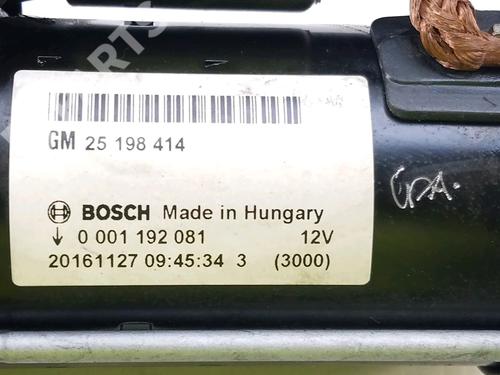 PARTS
GM 25 198 414
BOSCH Made in Hungary
↓ 0 001 192 081 12V
20161127 09:45:34 3 (3000)